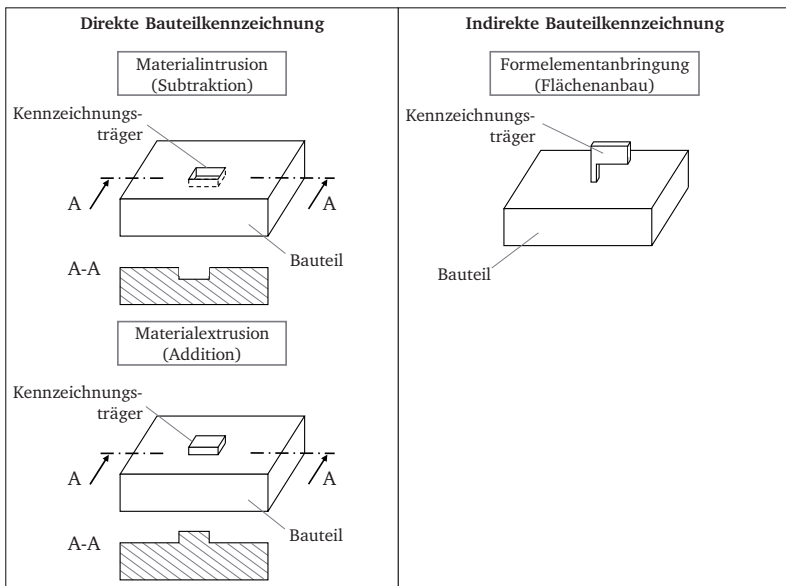 Direkte Bauteilkennzeichnung
Materialintrusion
(Subtraktion)
Kennzeichnungs-
träger
A
A
Bauteil
A-A
Materialextrusion
(Addition)
Kennzeichnungs-
träger
A
A
Bauteil
A-A
Indirekte Bauteilkennzeichnung
Formelementanbringung
(Flächenanbau)
Kennzeichnungs-
träger
Bauteil